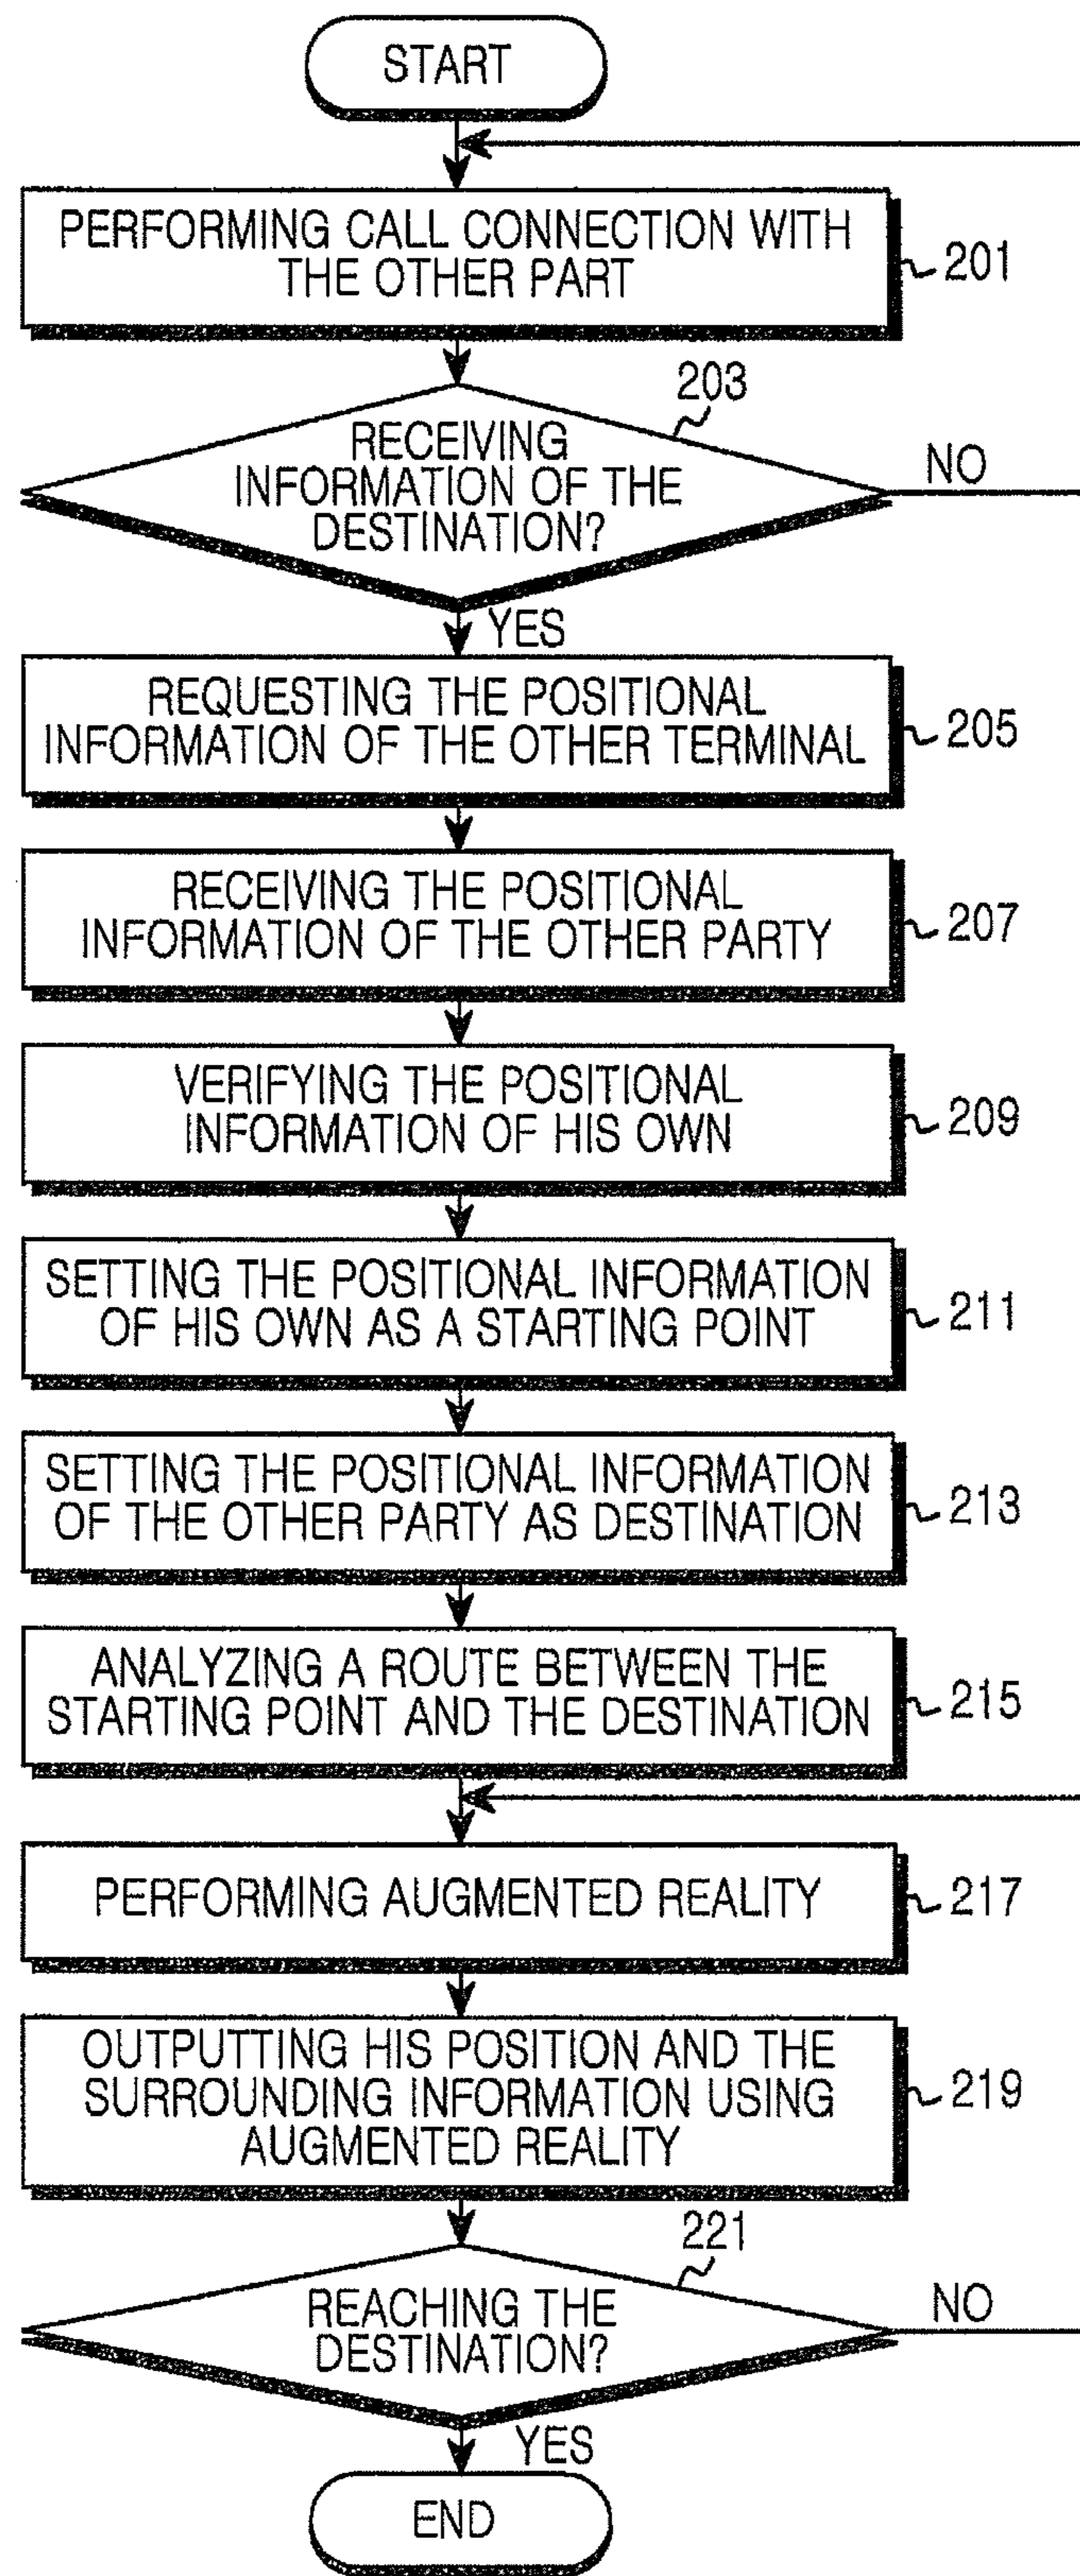 START
PERFORMING CALL CONNECTION WITH
THE OTHER PART
201
203
RECEIVING
INFORMATION OF THE
DESTINATION?
NO
YES
REQUESTING THE POSITIONAL
INFORMATION OF THE OTHER TERMINAL
205
RECEIVING THE POSITIONAL
INFORMATION OF THE OTHER PARTY
207
VERIFYING THE POSITIONAL
INFORMATION OF HIS OWN
209
SETTING THE POSITIONAL INFORMATION
OF HIS OWN AS A STARTING POINT
211
SETTING THE POSITIONAL INFORMATION
OF THE OTHER PARTY AS DESTINATION
213
ANALYZING A ROUTE BETWEEN THE
STARTING POINT AND THE DESTINATION
215
PERFORMING AUGMENTED REALITY
217
OUTPUTTING HIS POSITION AND THE
SURROUNDING INFORMATION USING
AUGMENTED REALITY
219
221
REACHING THE
DESTINATION?
NO
YES
END